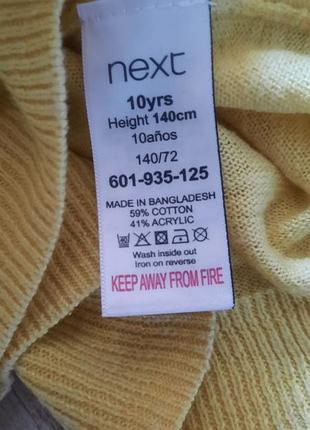 next
10yrs
Height 140cm
10años
140/72
601-935-125
MADE IN BANGLADESH
59% COTTON
41% ACRYLIC
Wash inside out
Iron on reverse
KEEP AWAY FROM FIRE